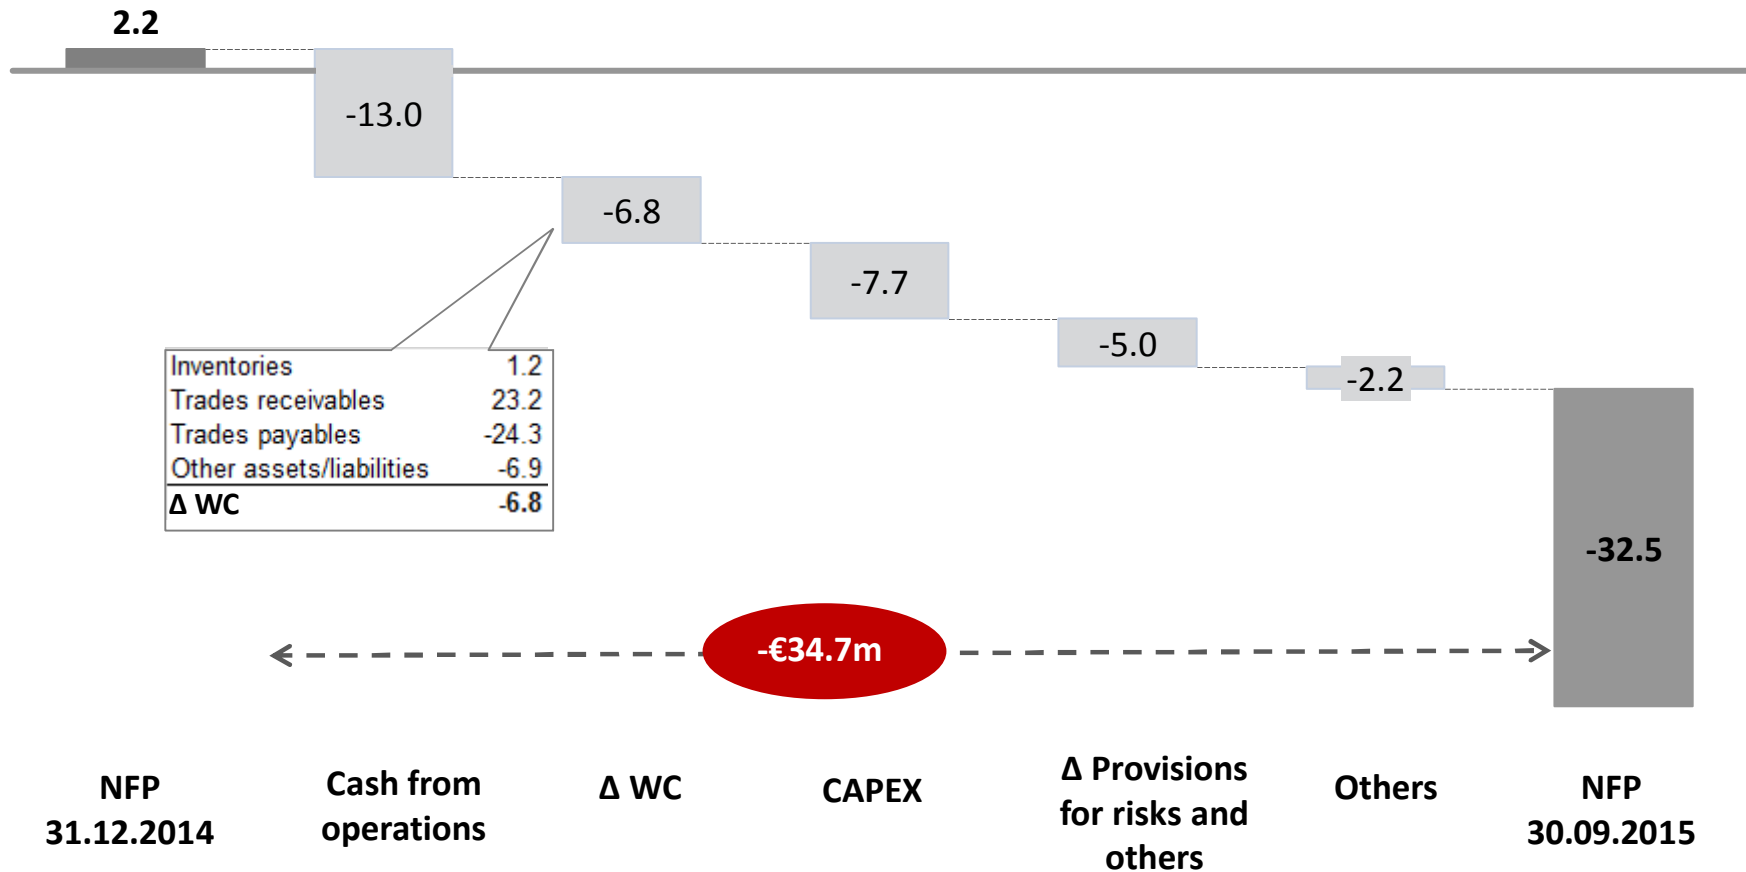 2.2
-13.0
-6.8
-7.7
-5.0
-2.2
-32.5
Inventories 1.2
Trades receivables 23.2
Trades payables -24.3
Other assets/liabilities -6.9
Δ WC -6.8
-€34.7m
NFP
31.12.2014
Cash from
operations
Δ WC
CAPEX
Δ Provisions
for risks and
others
Others
NFP
30.09.2015